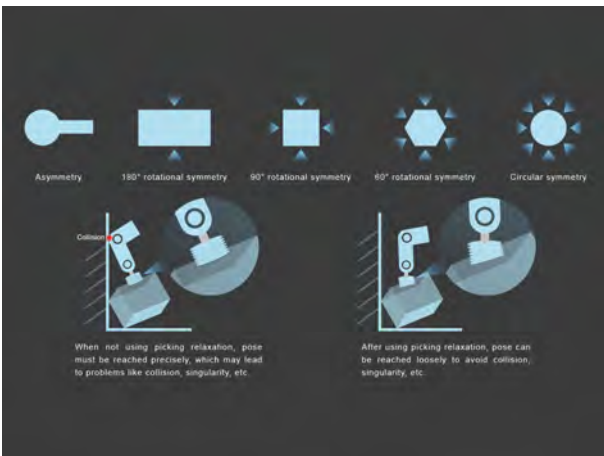 Asymmetry
180° rotational symmetry
90° rotational symmetry
60° rotational symmetry
Circular symmetry
Collision
When not using picking relaxation, pose
must be reached precisely, which may lead
to problems like collision, singularity, etc.
After using picking relaxation, pose can
be reached loosely to avoid collision,
singularity, etc.